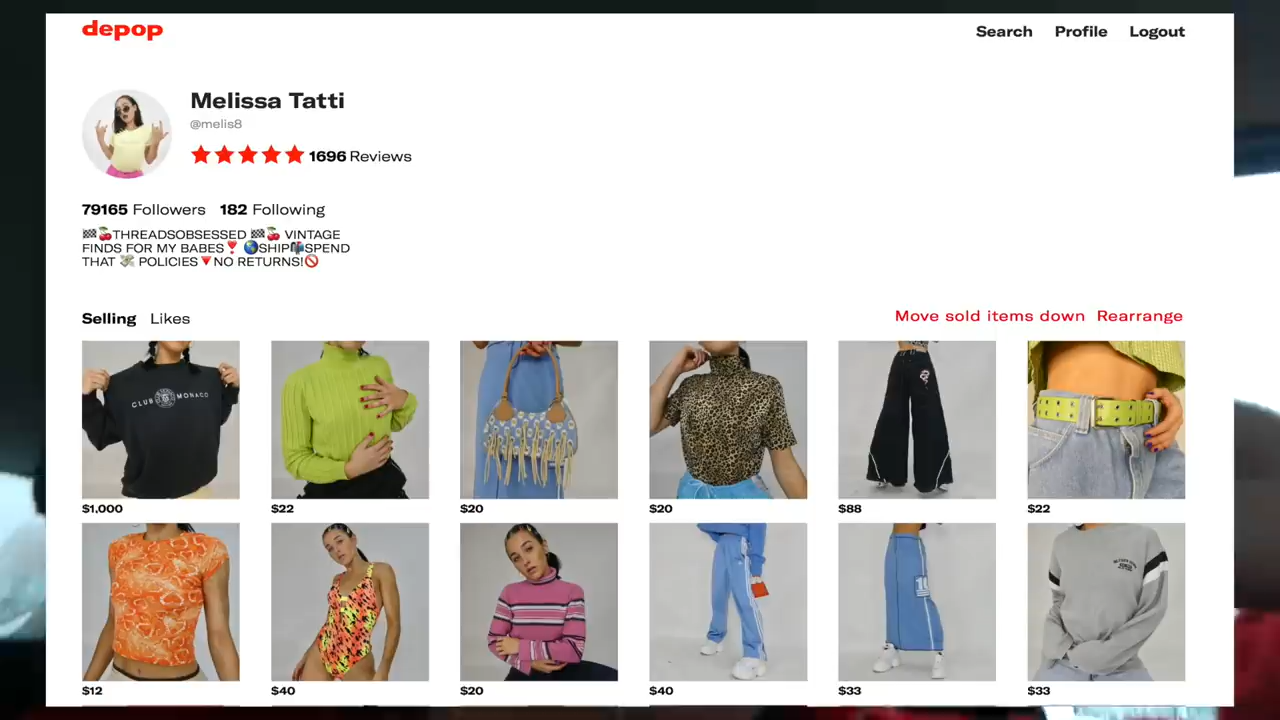 depop
Search Profile Logout
Melissa Tatti
@melis8
1696 Reviews
79165 Followers 182 Following
🏁🍒THREADSOBSESSED 🏁🍒 VINTAGE
FINDS FOR MY BABES❣️ 🌎SHIP📬SPEND
THAT 💸 POLICIES🔻NO RETURNS!🚫
Selling Likes
Move sold items down Rearrange
CLUB MONACO
$1,000
$22
$20
$20
$88
$22
$12
$40
$20
$40
$33
$33